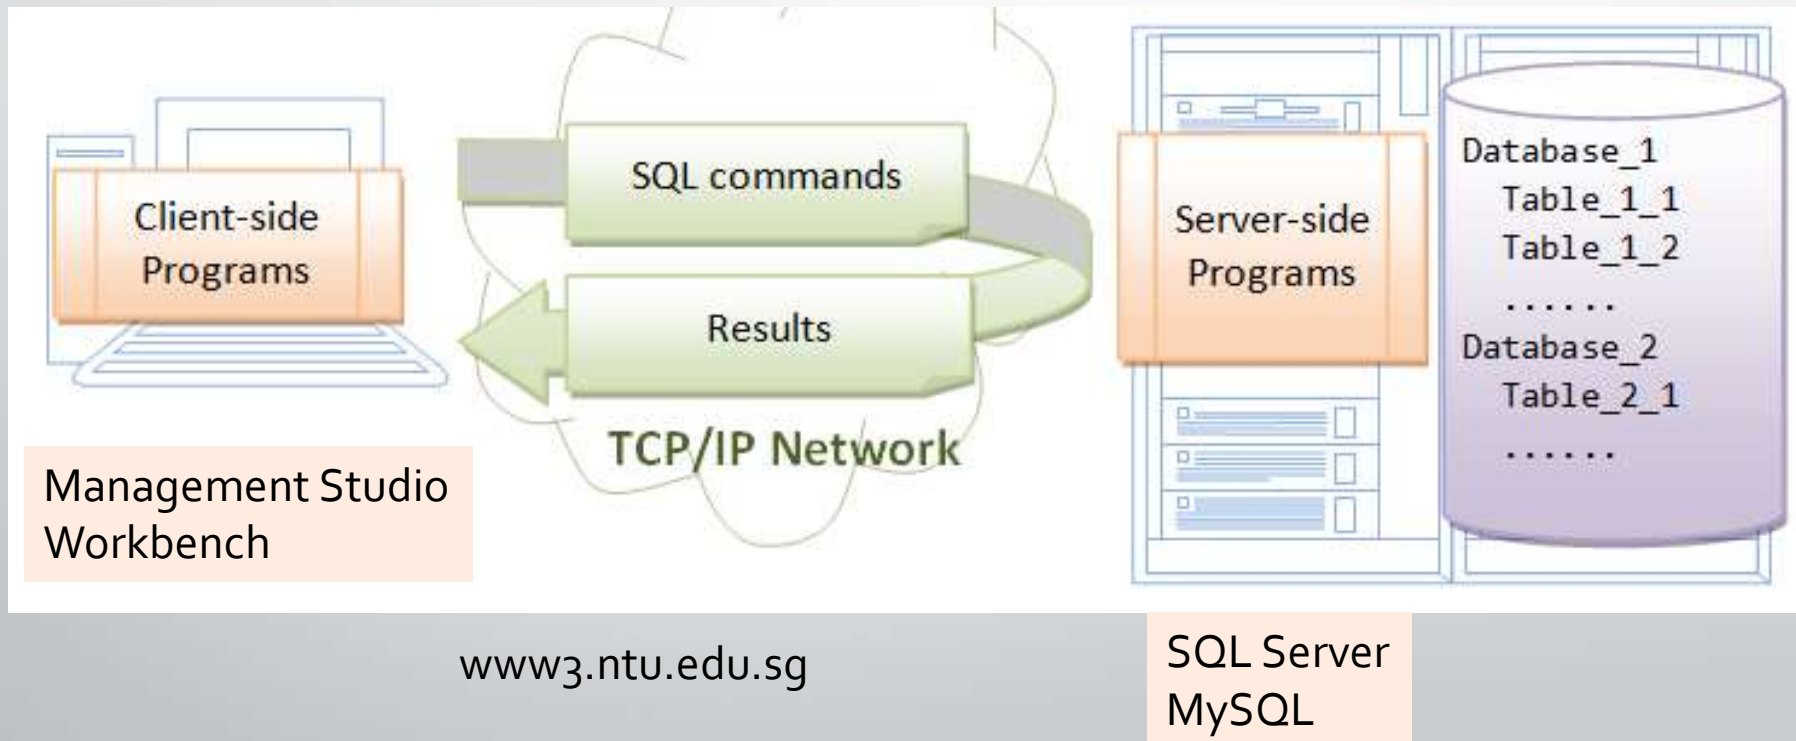 Client-side
Programs
SQL commands
Results
TCP/IP Network
Server-side
Programs
Database_1
Table_1_1
Table_1_2
......
Database_2
Table_2_1
......
Management Studio
Workbench
www3.ntu.edu.sg
SQL Server
MySQL